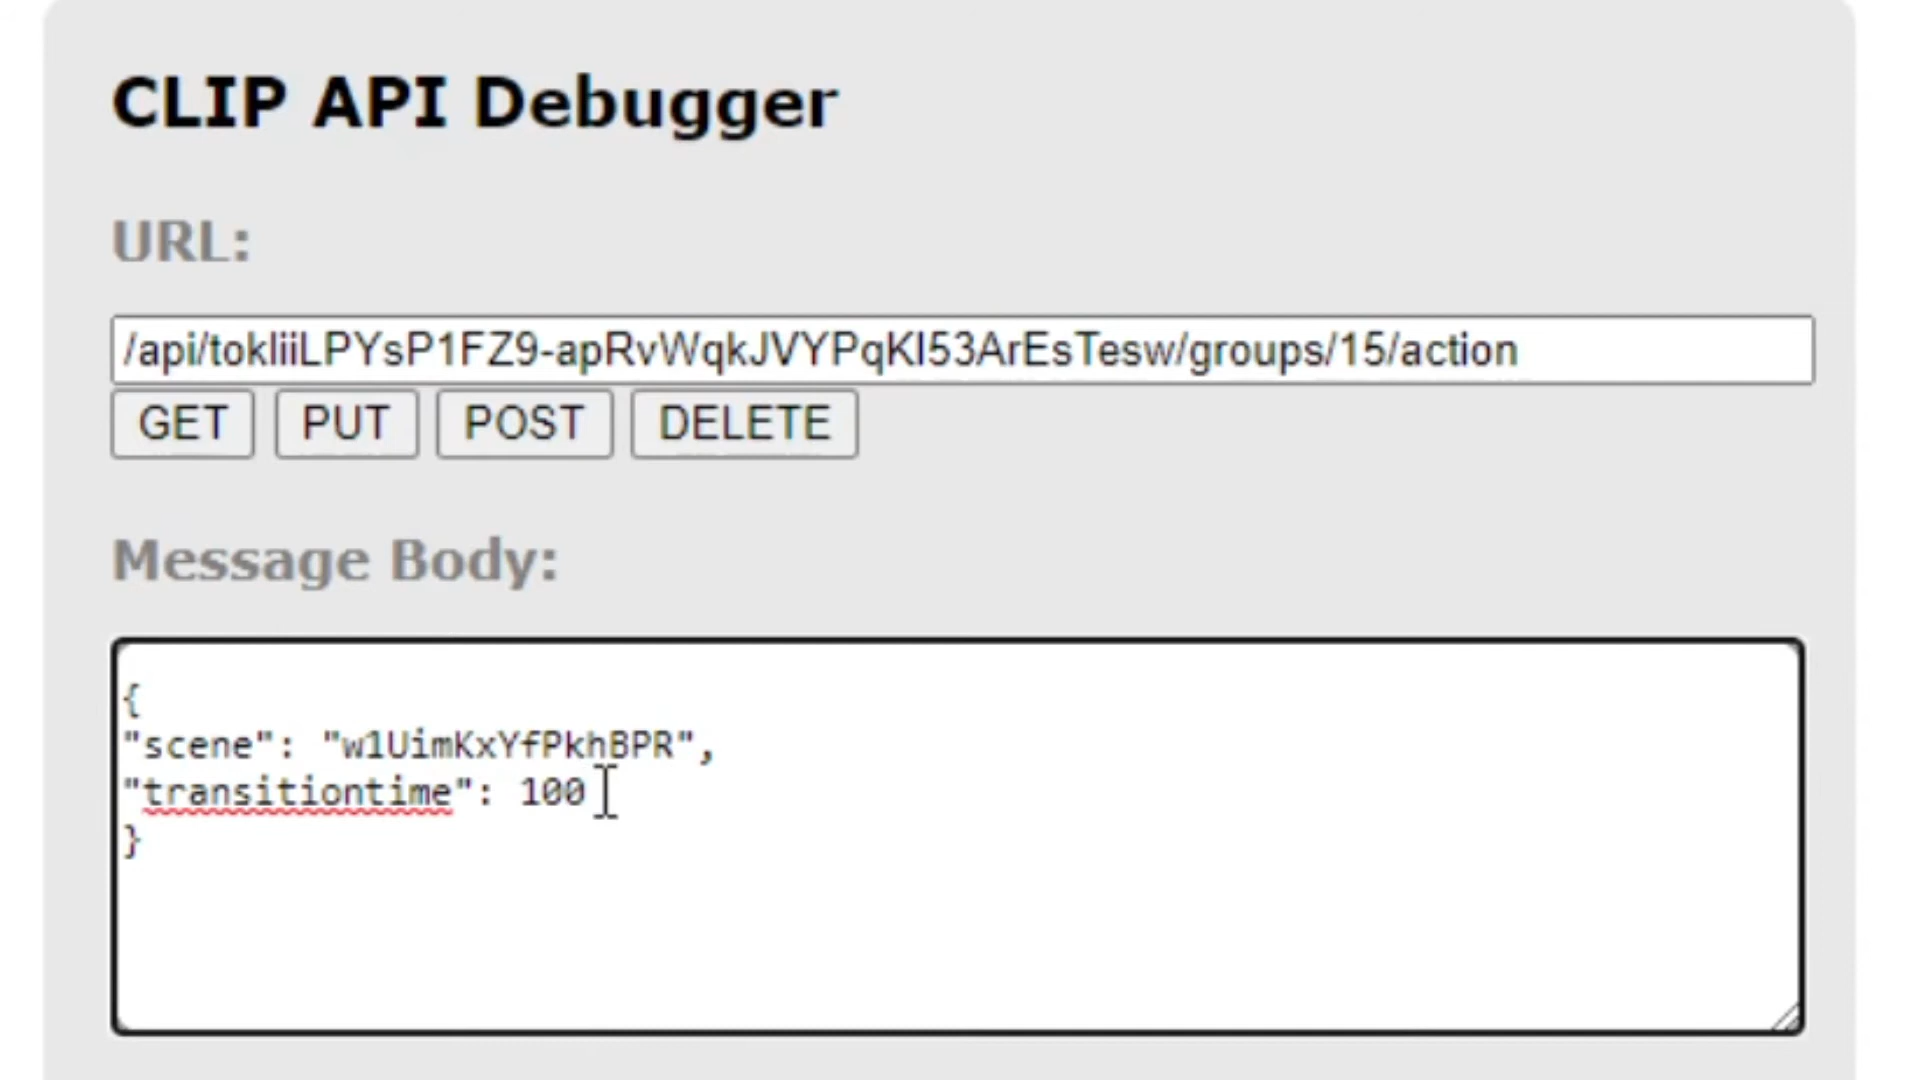 CLIP API Debugger
URL:
/api/tokliiiLPYsP1FZ9-apRvWqkJVYPqKI53ArEsTesw/groups/15/action
GET PUT POST DELETE
Message Body:
{
"scene": "w1UimKxYfPkhBPR",
"transitiontime": 100
}